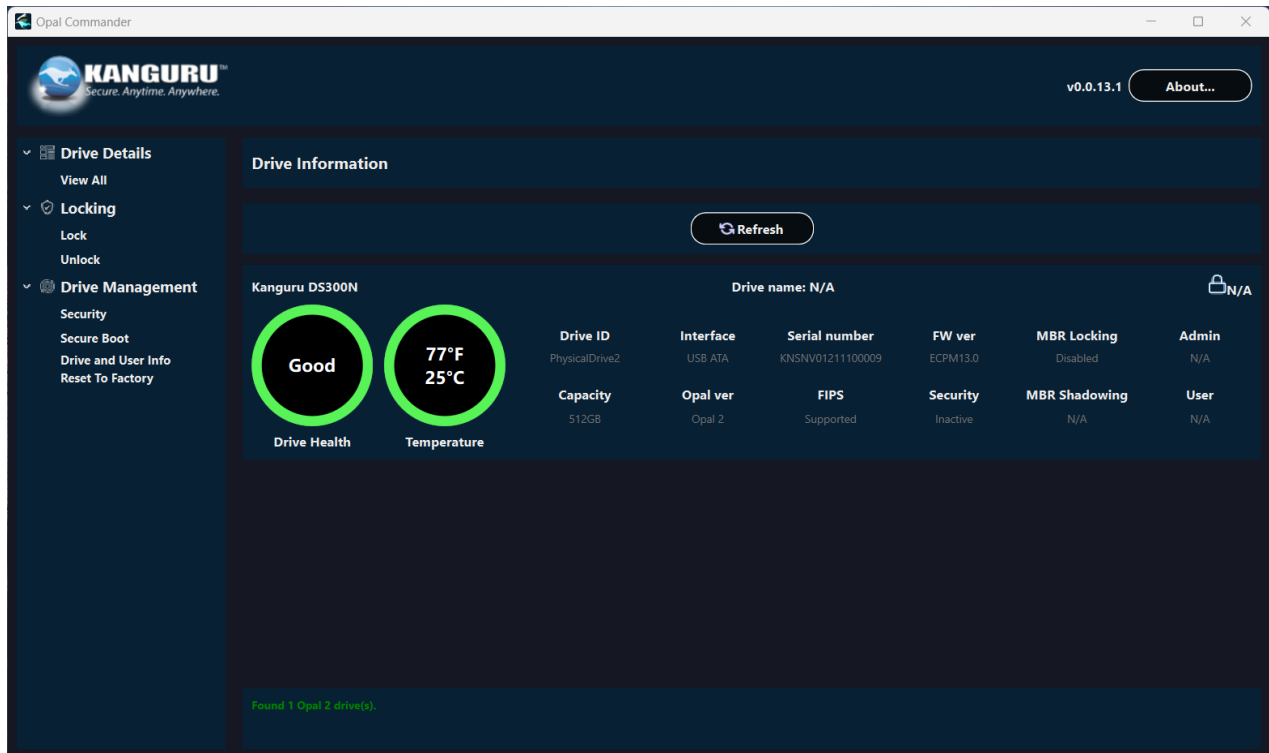 Opal Commander
KANGURU™
Secure. Anytime. Anywhere.
v0.0.13.1
About...
Drive Details
View All
Locking
Lock
Unlock
Drive Management
Security
Secure Boot
Drive and User Info
Reset To Factory
Drive Information
Refresh
Kanguru DS300N
Drive name: N/A
N/A
Good
Drive Health
77°F
25°C
Temperature
Drive ID Interface Serial number FW ver MBR Locking Admin
PhysicalDrive2 USB ATA KNSNV01211100009 ECPM13.0 Disabled N/A
Capacity Opal ver FIPS Security MBR Shadowing User
512GB Opal 2 Supported Inactive N/A N/A
Found 1 Opal 2 drive(s).